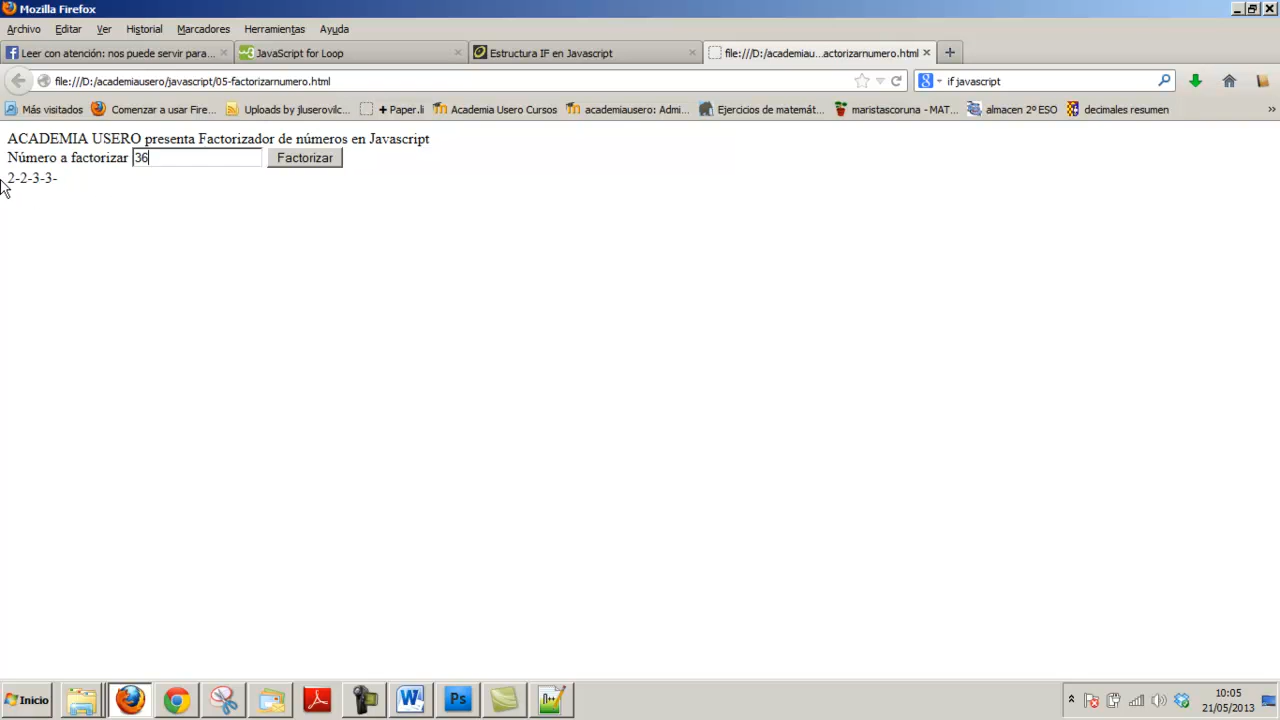 Mozilla Firefox
Archivo Editar Ver Historial Marcadores Herramientas Ayuda
Leer con atención: nos puede servir para... JavaScript for Loop Estructura IF en Javascript file:///D:/academiau...actorizarnumero.html
file:///D:/academiausero/javascript/05-factorizarnumero.html if javascript
Más visitados Comenzar a usar Fire... Uploads by jluserovilc... + Paper.li Academia Usero Cursos academiausero: Admi... Ejercicios de matemát... maristascoruna - MAT... almacen 2º ESO decimales resumen
ACADEMIA USERO presenta Factorizador de números en Javascript
Número a factorizar 36 Factorizar
2-2-3-3-
Inicio 10:05
21/05/2013